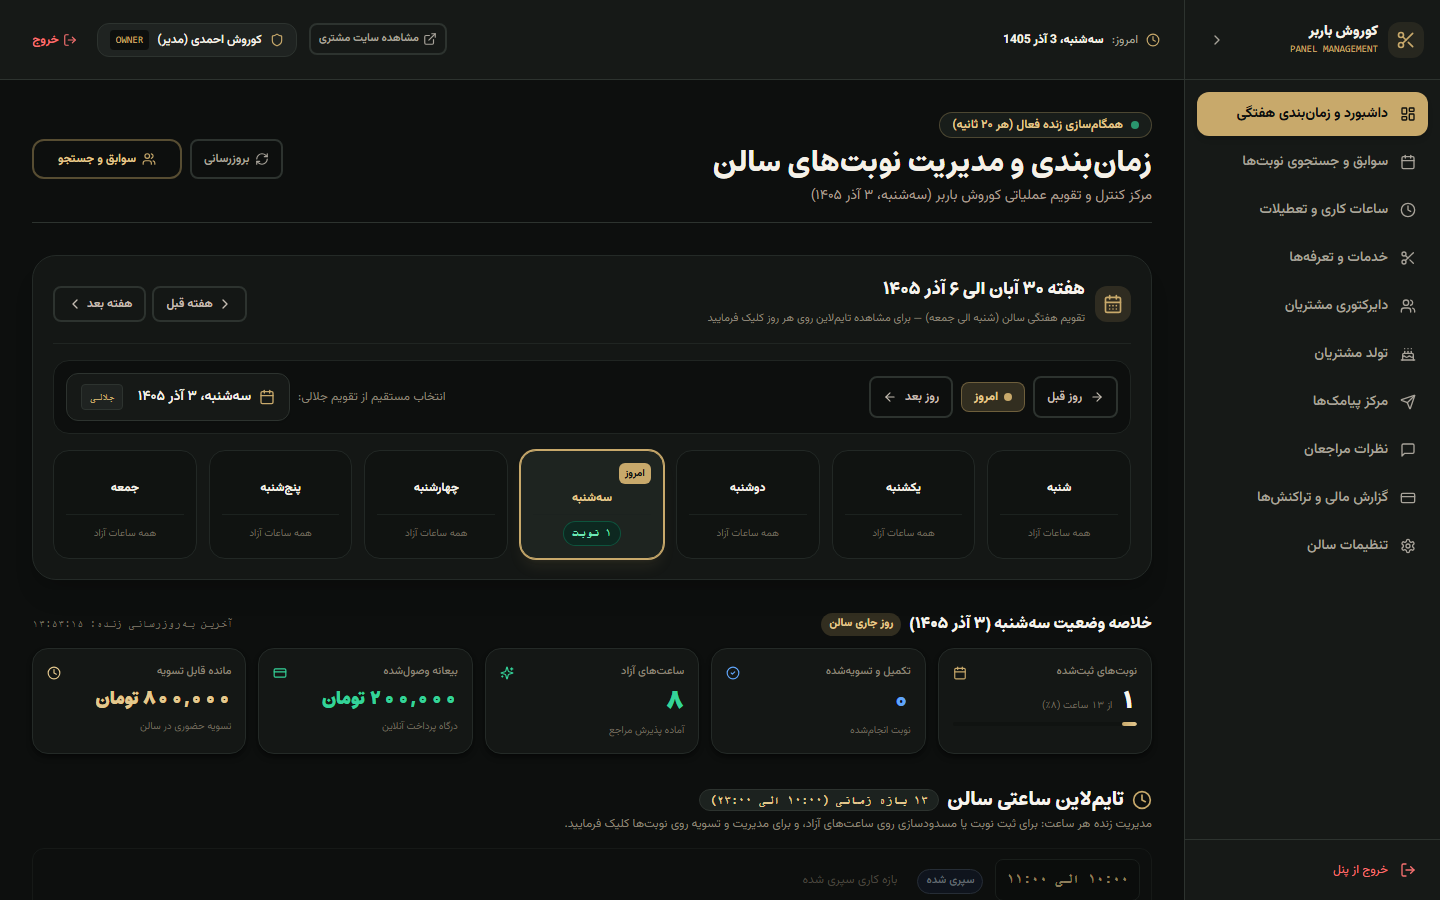 کوروش باربر
PANEL MANAGEMENT
داشبورد و زمان‌بندی هفتگی
سوابق و جستجوی نوبت‌ها
ساعات کاری و تعطیلات
خدمات و تعرفه‌ها
دایرکتوری مشتریان
تولد مشتریان
مرکز پیامک‌ها
نظرات مراجعان
گزارش مالی و تراکنش‌ها
تنظیمات سالن
خروج از پنل
امروز: سه‌شنبه، 3 آذر 1405
مشاهده سایت مشتری
کوروش احمدی (مدیر) OWNER
خروج
همگام‌سازی زنده فعال (هر ۲۰ ثانیه)
زمان‌بندی و مدیریت نوبت‌های سالن
مرکز کنترل و تقویم عملیاتی کوروش باربر (سه‌شنبه، ۳ آذر ۱۴۰۵)
بروزرسانی
سوابق و جستجو
هفته ۳۰ آبان الی ۶ آذر ۱۴۰۵
تقویم هفتگی سالن (شنبه الی جمعه) — برای مشاهده تایم‌لاین روی هر روز کلیک فرمایید
هفته قبل
هفته بعد
روز قبل
امروز
روز بعد
انتخاب مستقیم از تقویم جلالی:
سه‌شنبه، ۳ آذر ۱۴۰۵
جلالی
شنبه
همه ساعات آزاد
یکشنبه
همه ساعات آزاد
دوشنبه
همه ساعات آزاد
امروز
سه‌شنبه
۱ نوبت
چهارشنبه
همه ساعات آزاد
پنج‌شنبه
همه ساعات آزاد
جمعه
همه ساعات آزاد
خلاصه وضعیت سه‌شنبه (۳ آذر ۱۴۰۵)
روز جاری سالن
آخرین به‌روزرسانی زنده: ۱۳:۵۳:۱۵
نوبت‌های ثبت‌شده
۱ از ۱۳ ساعت (۸٪)
تکمیل و تسویه‌شده
۰
نوبت انجام‌شده
ساعت‌های آزاد
۸
آماده پذیرش مراجع
بیعانه وصول‌شده
۲۰۰,۰۰۰ تومان
درگاه پرداخت آنلاین
مانده قابل تسویه
۸۰۰,۰۰۰ تومان
تسویه حضوری در سالن
تایم‌لاین ساعتی سالن
۱۳ بازه زمانی (۱۰:۰۰ الی ۲۳:۰۰)
مدیریت زنده هر ساعت: برای ثبت نوبت یا مسدودسازی روی ساعت‌های آزاد، و برای مدیریت و تسویه روی نوبت‌ها کلیک فرمایید.
۱۰:۰۰ الی ۱۱:۰۰
سپری شده
بازه کاری سپری شده